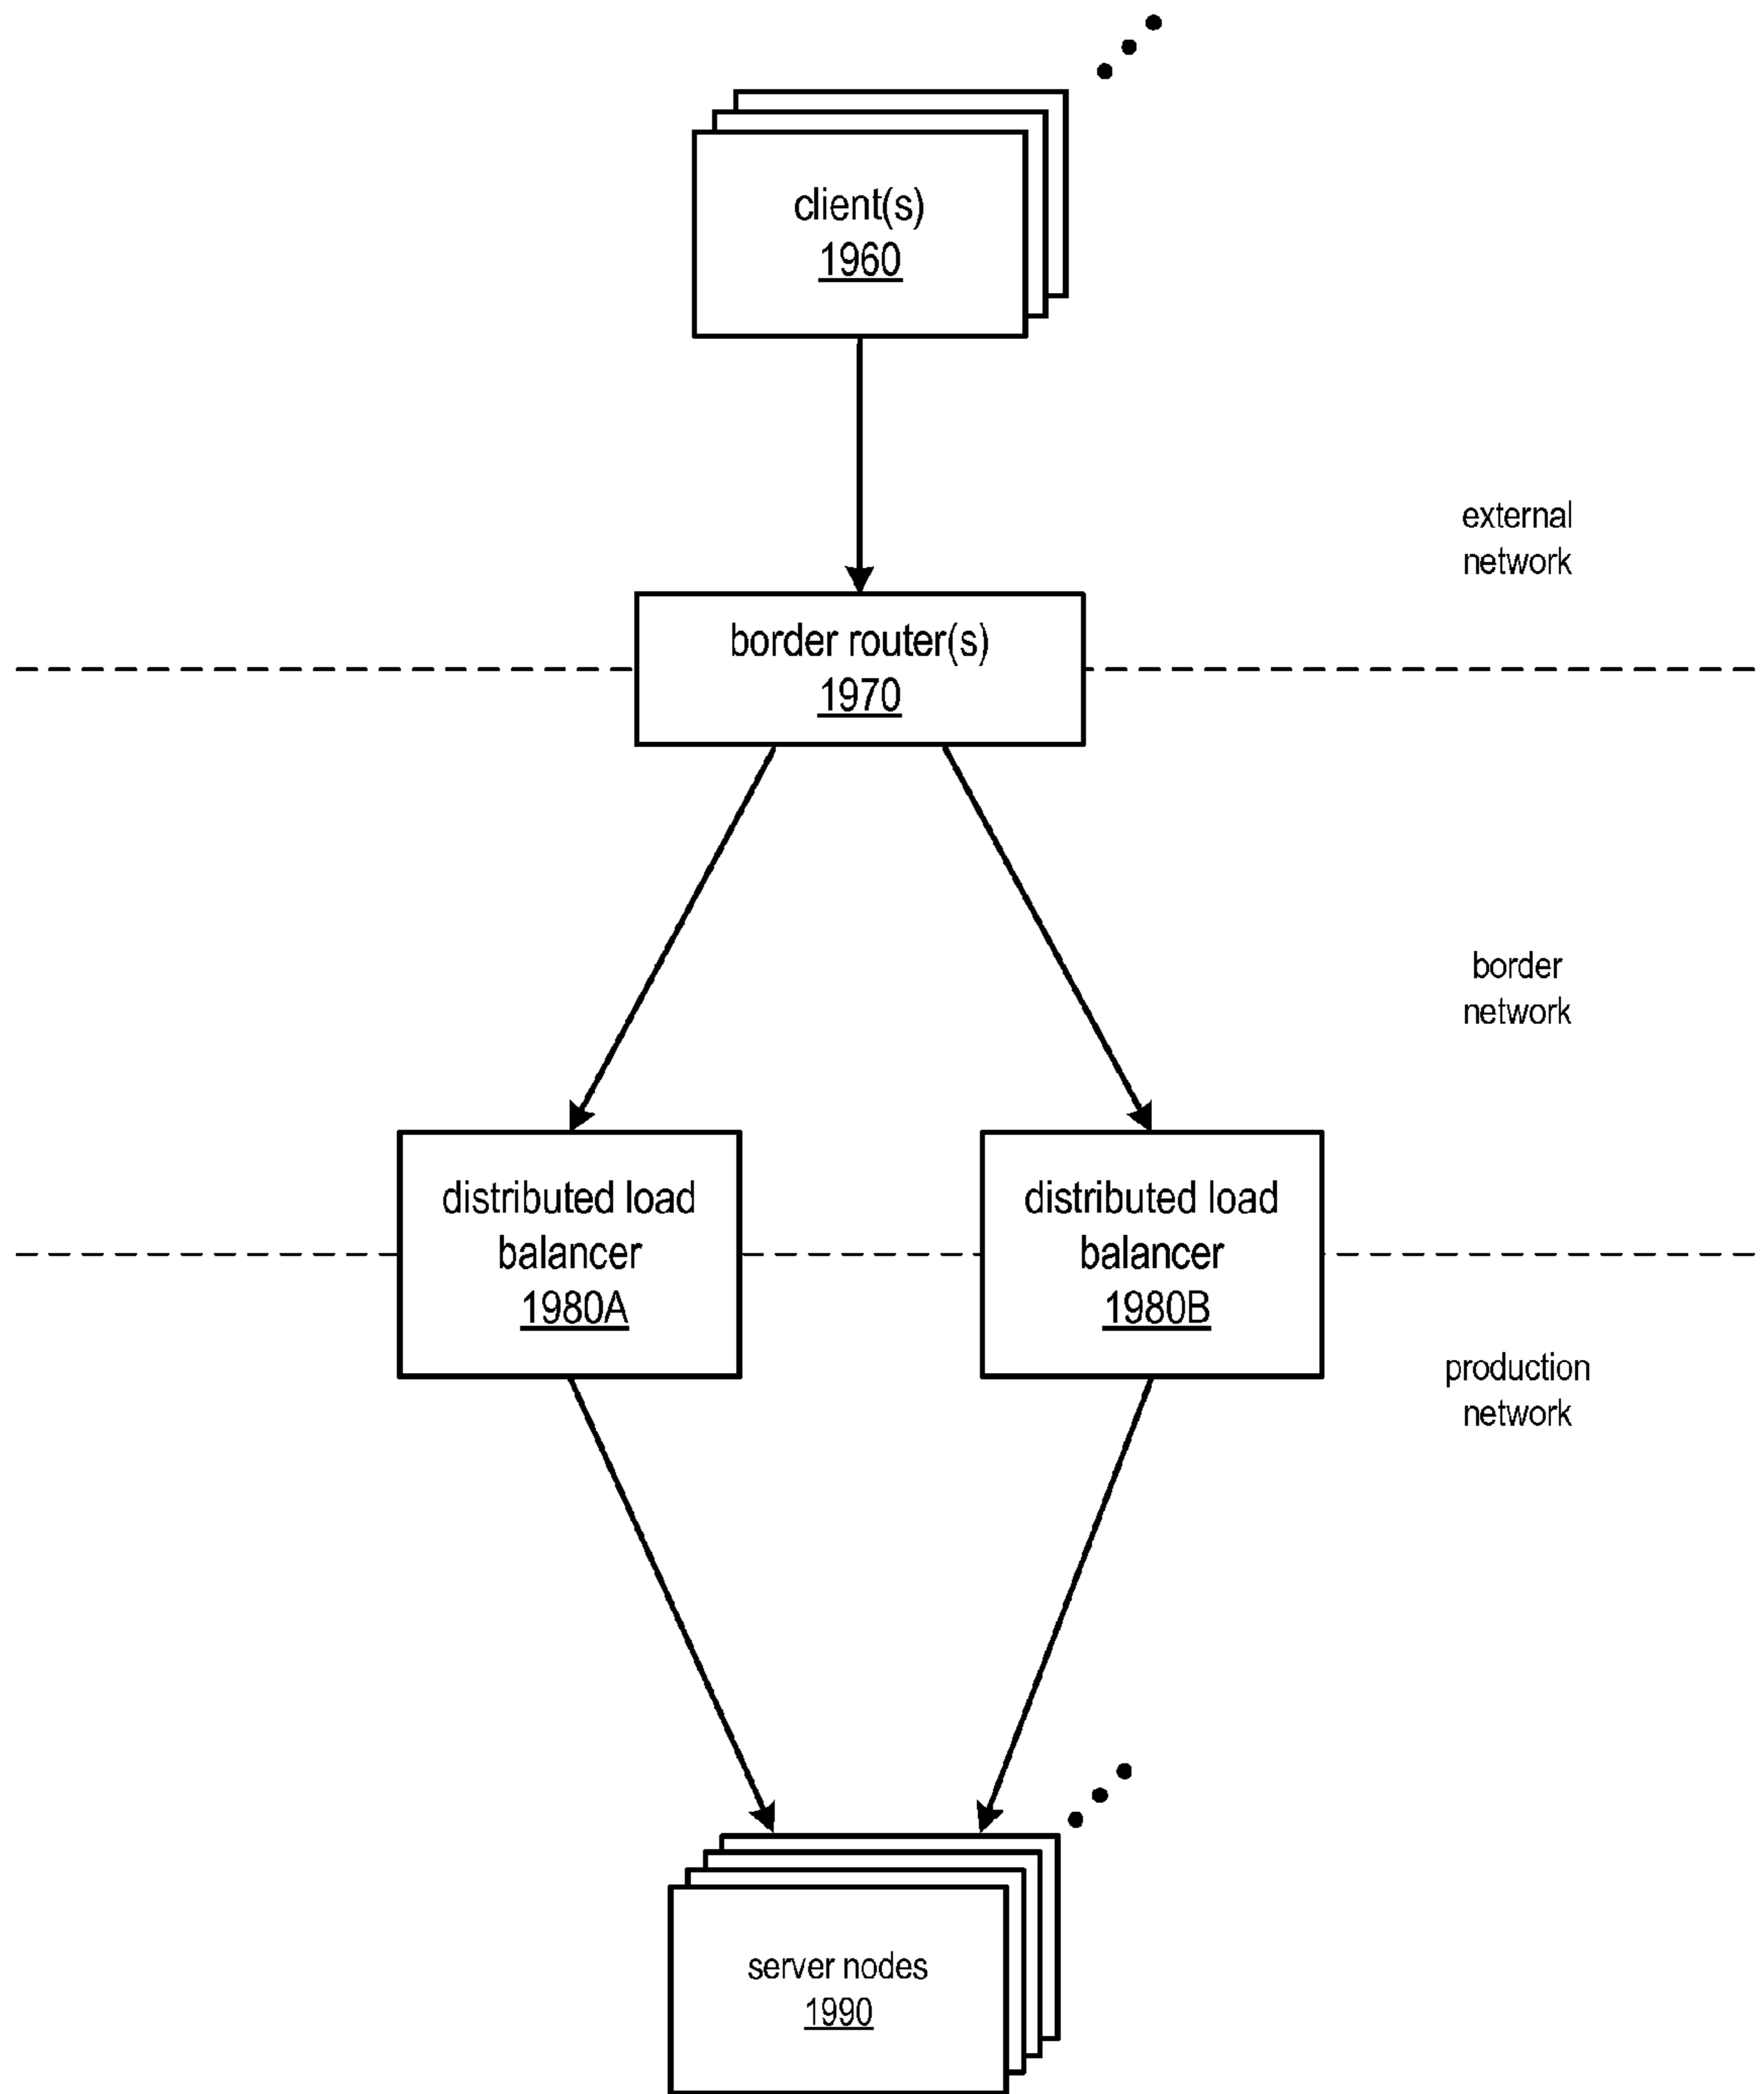 client(s)
1960
external
network
border router(s)
1970
border
network
distributed load
balancer
1980A
distributed load
balancer
1980B
production
network
server nodes
1990